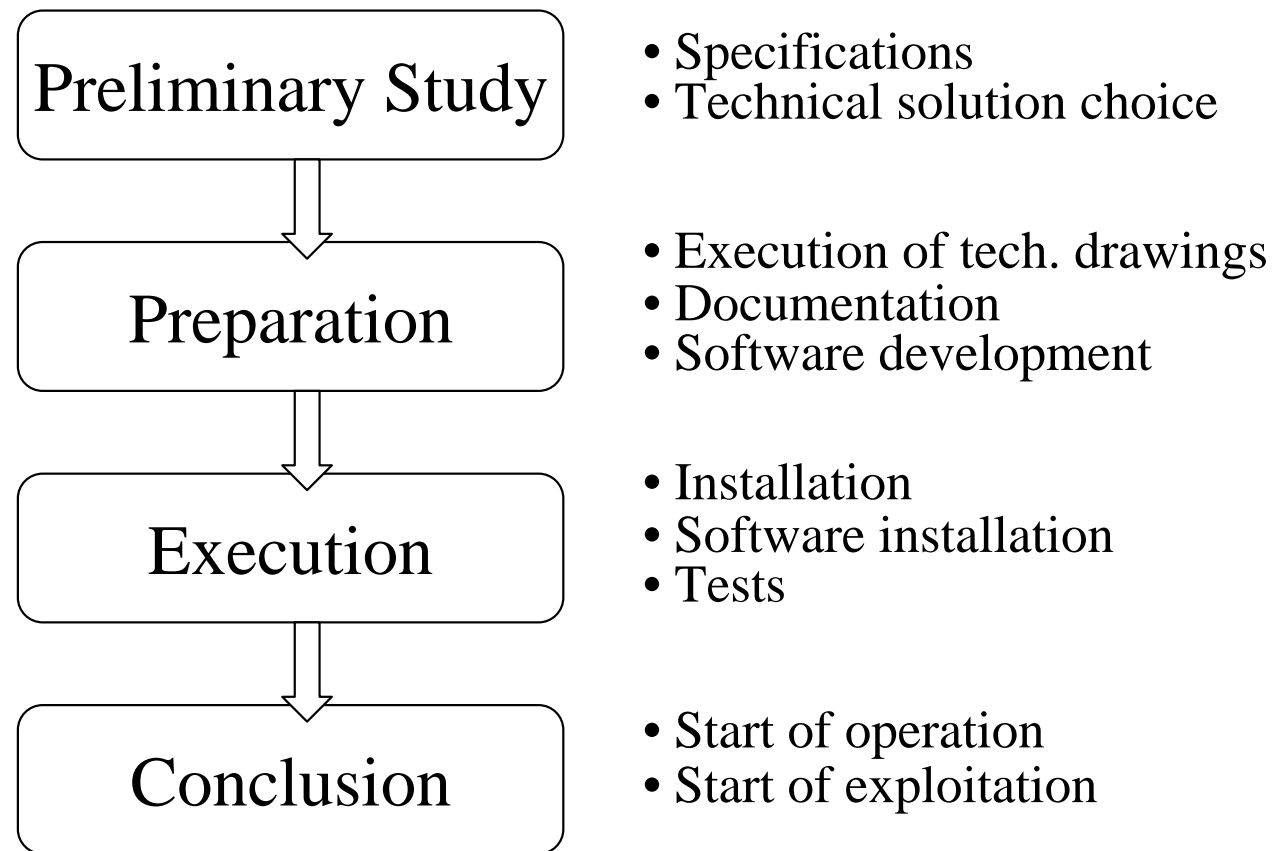 Preliminary Study
• Specifications
• Technical solution choice
Preparation
• Execution of tech. drawings
• Documentation
• Software development
Execution
• Installation
• Software installation
• Tests
Conclusion
• Start of operation
• Start of exploitation